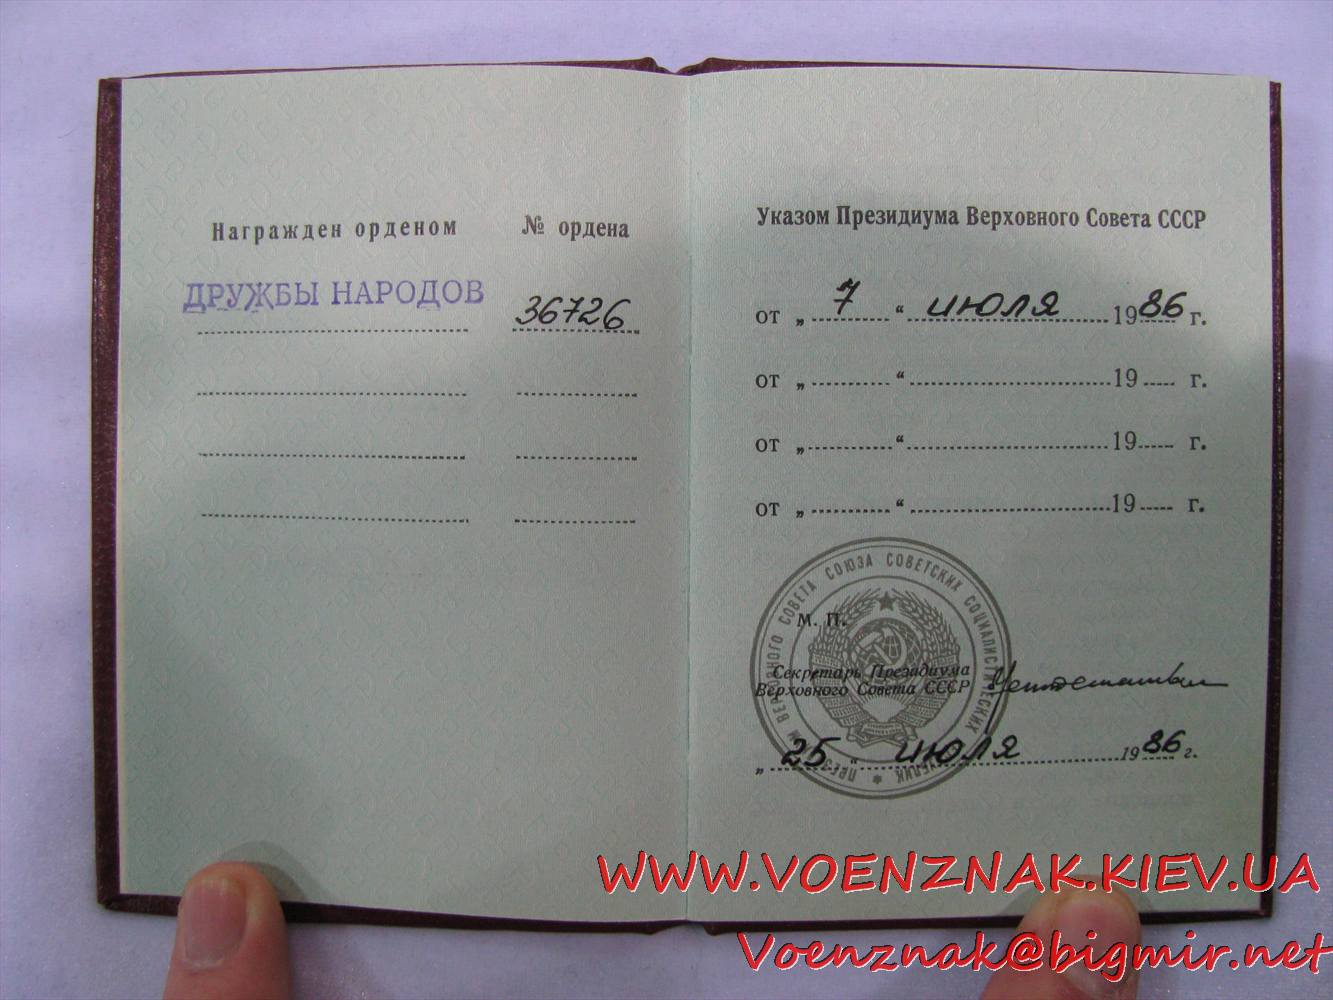 Награжден орденом № ордена
ДРУЖБЫ НАРОДОВ 36726
Указом Президиума Верховного Совета СССР
от „ 7 “ июля 1986 г.
от „ “ 19 г.
от „ “ 19 г.
от „ “ 19 г.
ВЕРХОВНОГО СОВЕТА СОЮЗА СОВЕТСКИХ СОЦИАЛИСТИЧЕСКИХ
М. П.
Секретарь Президиума
Верховного Совета СССР
„ 25 “ июля 1986 г.
WWW.VOENZNAK.KIEV.UA
Voenznak@bigmir.net